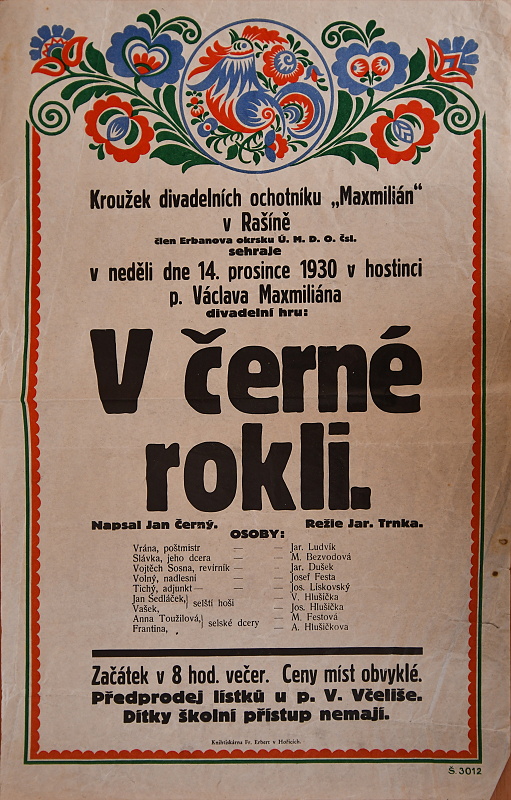 Kroužek divadelních ochotníku „Maxmilián“
v Rašíně
člen Erbanova okrsku Ú. M. D. O. čsl.
sehraje
v neděli dne 14. prosince 1930 v hostinci
p. Václava Maxmiliána
divadelní hru:
V černé
rokli.
Napsal Jan Černý. Režie Jar. Trnka.
OSOBY:
Vrána, poštmistr — — Jar. Ludvík
Slávka, jeho dcera — — M. Bezvodová
Vojtěch Sosna, revírník — — Jar. Dušek
Volný, nadlesní — — Josef Festa
Tichý, adjunkt — — Jos. Liskovský
Jan Sedláček, } selští hoši V. Hlušička
Vašek, Jos. Hlušička
Anna Toužilová, } selské dcery — M. Festová
Frantina, A. Hlušičkova
Začátek v 8 hod. večer. Ceny míst obvyklé.
Předprodej lístků u p. V. Včeliše.
Dítky školní přístup nemají.
Knihtiskárna Fr. Erbert v Hořicích.
Š. 3012